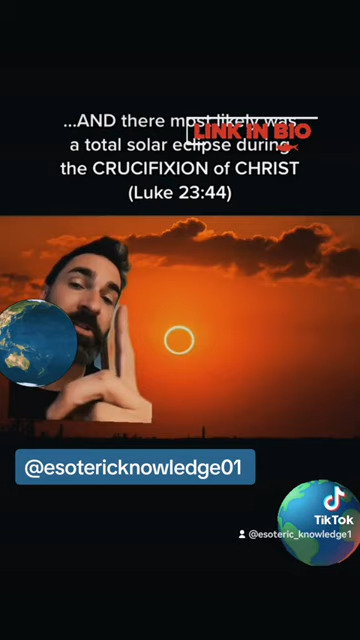 ...AND there most likely was
LINK IN BIO
a total solar eclipse during
the CRUCIFIXION of CHRIST
(Luke 23:44)
@esotericknowledge01
TikTok
@esoteric_knowledge1